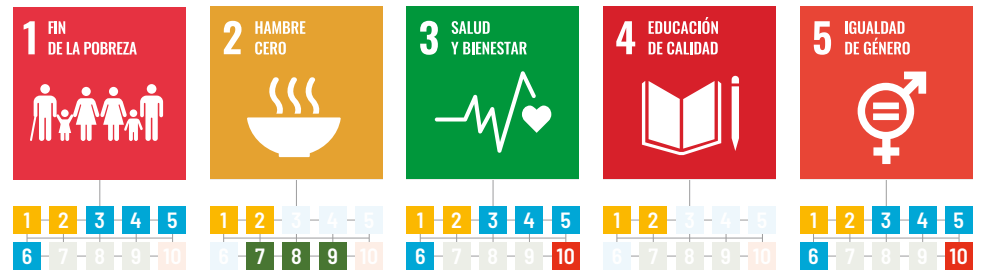 1 FIN
DE LA POBREZA
2 HAMBRE
CERO
3 SALUD
Y BIENESTAR
4 EDUCACIÓN
DE CALIDAD
5 IGUALDAD
DE GÉNERO
1 2 3 4 5
6 7 8 9 10
1 2 3 4 5
6 7 8 9 10
1 2 3 4 5
6 7 8 9 10
1 2 3 4 5
6 7 8 9 10
1 2 3 4 5
6 7 8 9 10